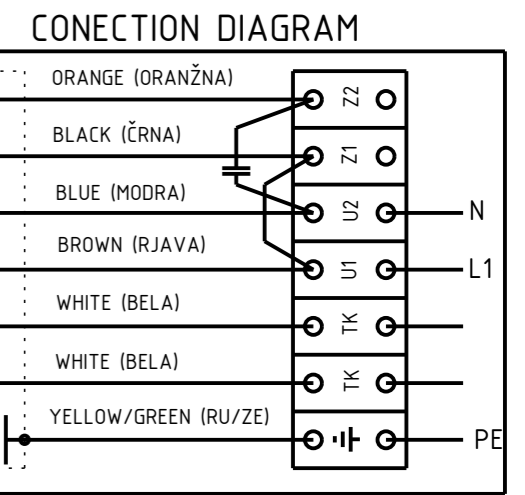 CONECTION DIAGRAM
ORANGE (ORANŽNA)
Z2
BLACK (ČRNA)
Z1
BLUE (MODRA)
U2
N
BROWN (RJAVA)
U1
L1
WHITE (BELA)
TK
WHITE (BELA)
TK
YELLOW/GREEN (RU/ZE)
PE